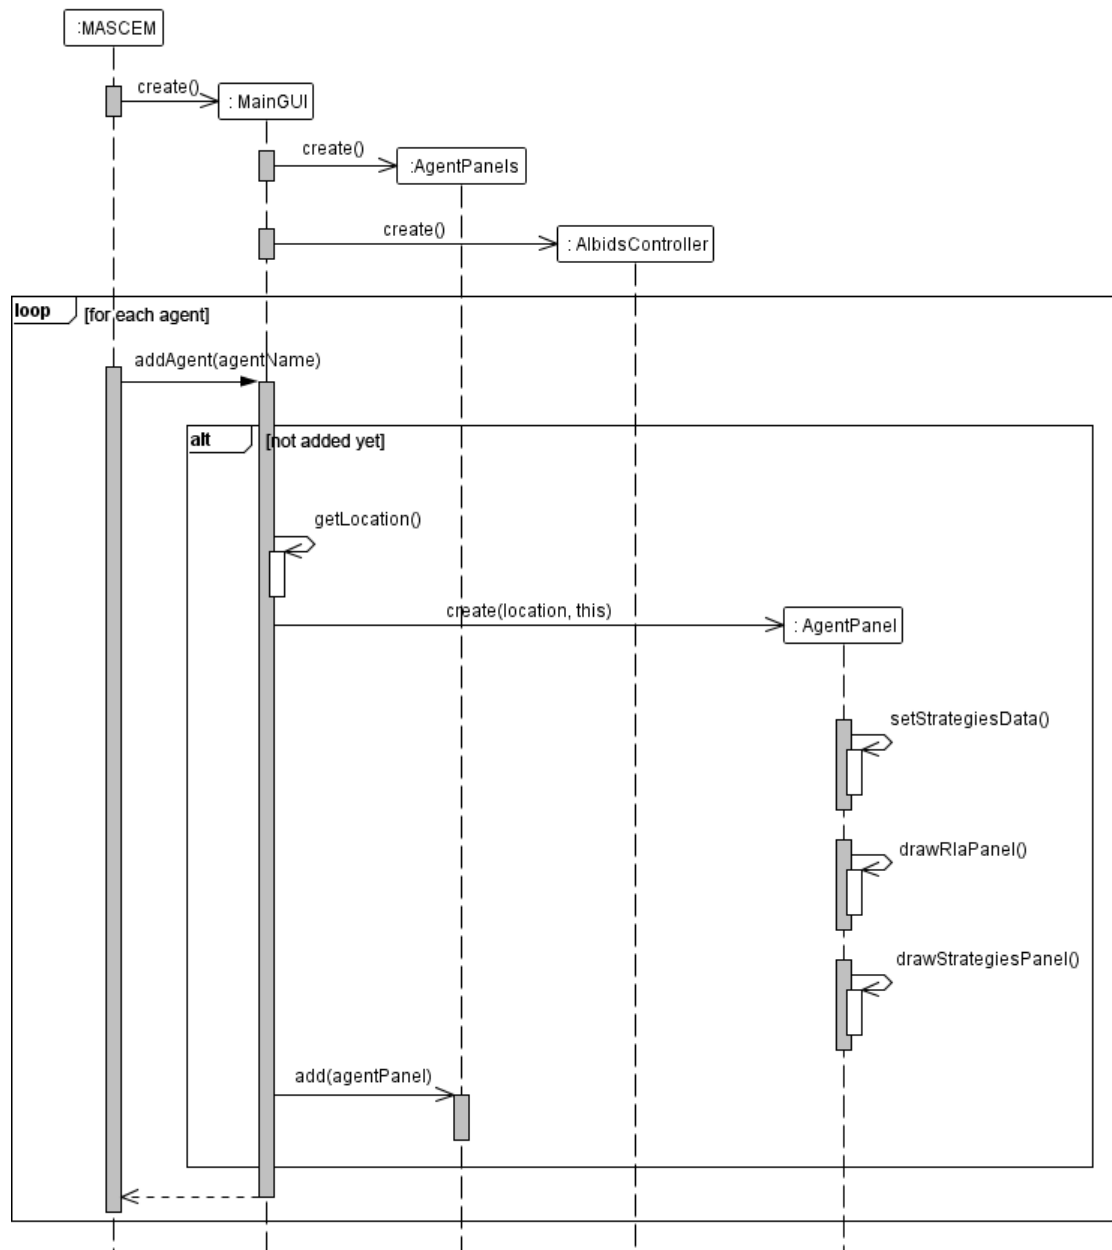 :MASCEM
create()
: MainGUI
create()
:AgentPanels
create()
: AlbidsController
loop
[for each agent]
addAgent(agentName)
alt
[not added yet]
getLocation()
create(location, this)
: AgentPanel
setStrategiesData()
drawRlaPanel()
drawStrategiesPanel()
add(agentPanel)